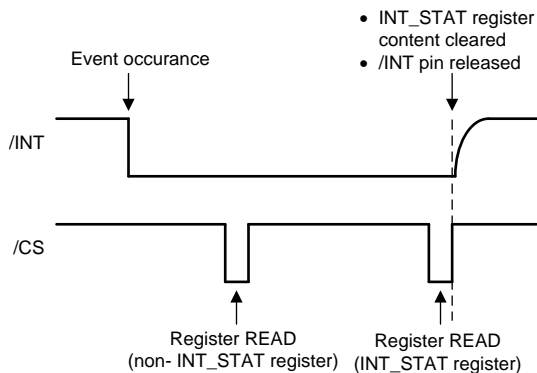 • INT_STAT register
content cleared
• /INT pin released
Event occurance
/INT
/CS
Register READ
(non- INT_STAT register)
Register READ
(INT_STAT register)